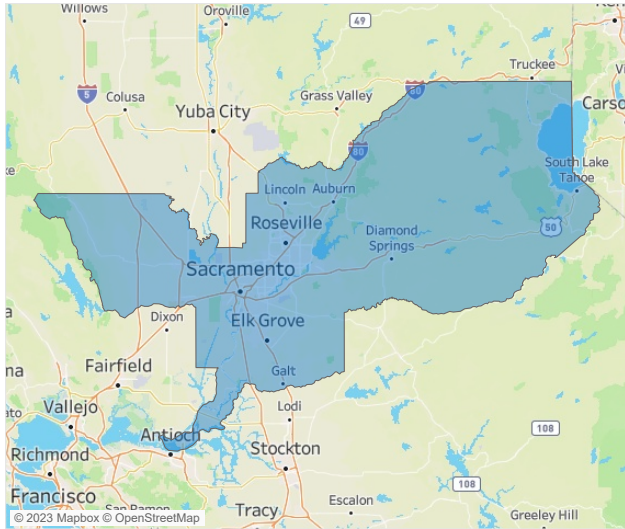 Willows
Oroville
49
Truckee
5
80
Colusa
Grass Valley
Yuba City
Carso
80
South Lake
Tahoe
Lincoln
Auburn
Roseville
50
Diamond
Springs
Sacramento
Dixon
Elk Grove
Fairfield
Galt
Vallejo
Lodi
Antioch
108
Richmond
Stockton
108
Francisco
San Ramon
Tracy
Escalon
Greeley Hill
© 2023 Mapbox © OpenStreetMap